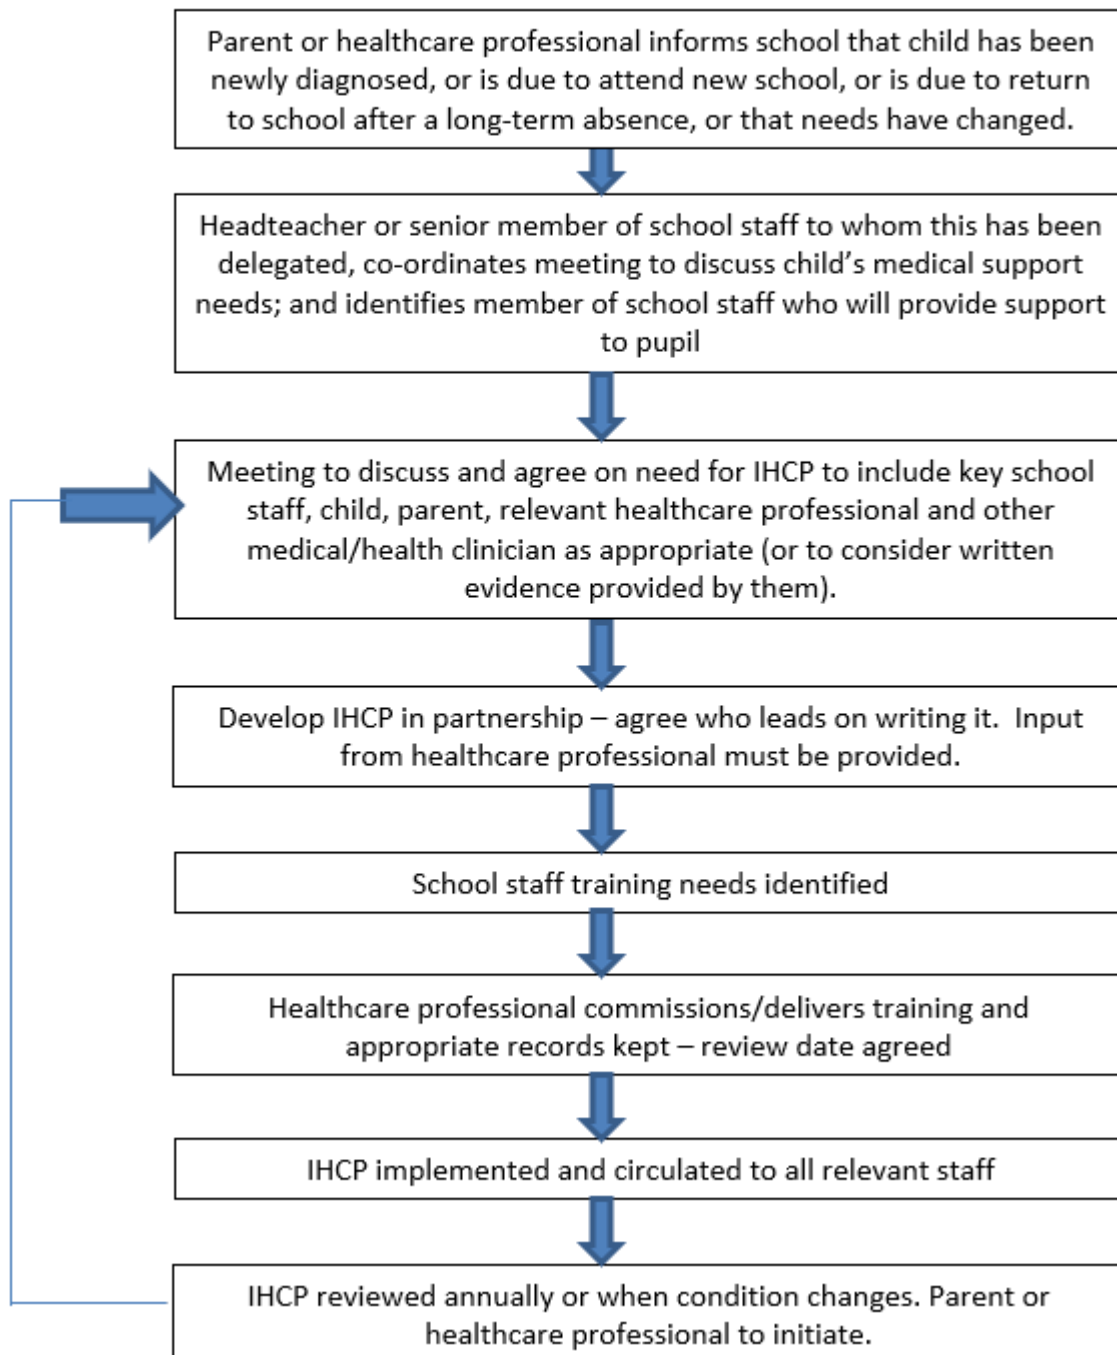 Parent or healthcare professional informs school that child has been
newly diagnosed, or is due to attend new school, or is due to return
to school after a long-term absence, or that needs have changed.
Headteacher or senior member of school staff to whom this has been
delegated, co-ordinates meeting to discuss child’s medical support
needs; and identifies member of school staff who will provide support
to pupil
Meeting to discuss and agree on need for IHCP to include key school
staff, child, parent, relevant healthcare professional and other
medical/health clinician as appropriate (or to consider written
evidence provided by them).
Develop IHCP in partnership – agree who leads on writing it.  Input
from healthcare professional must be provided.
School staff training needs identified
Healthcare professional commissions/delivers training and
appropriate records kept – review date agreed
IHCP implemented and circulated to all relevant staff
IHCP reviewed annually or when condition changes. Parent or
healthcare professional to initiate.